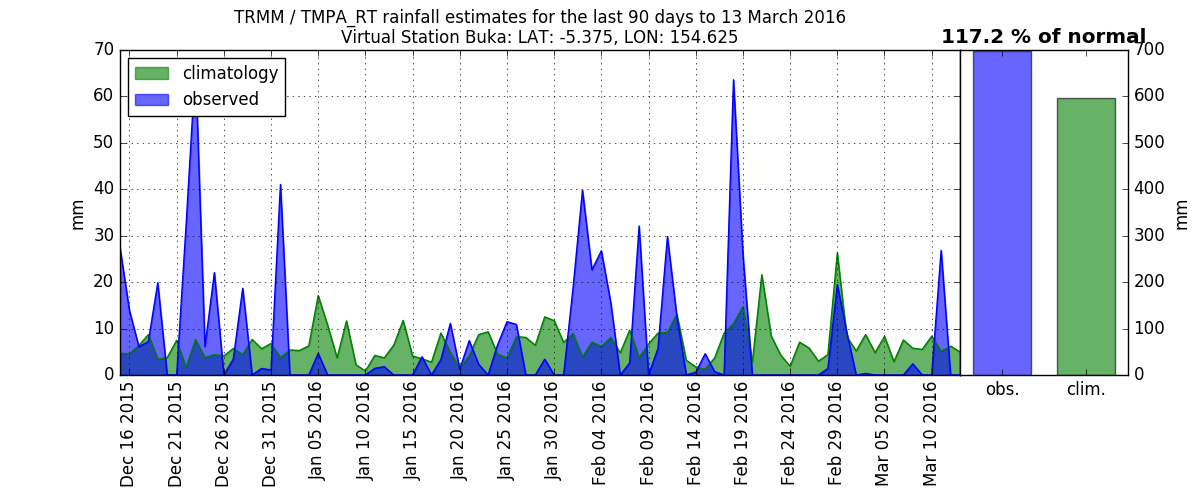 TRMM / TMPA_RT rainfall estimates for the last 90 days to 13 March 2016
Virtual Station Buka: LAT: -5.375, LON: 154.625
117.2 % of normal
climatology
observed
70
60
50
40
30
20
10
0
mm
700
600
500
400
300
200
100
0
mm
Dec 16 2015
Dec 21 2015
Dec 26 2015
Dec 31 2015
Jan 05 2016
Jan 10 2016
Jan 15 2016
Jan 20 2016
Jan 25 2016
Jan 30 2016
Feb 04 2016
Feb 09 2016
Feb 14 2016
Feb 19 2016
Feb 24 2016
Feb 29 2016
Mar 05 2016
Mar 10 2016
obs.
clim.